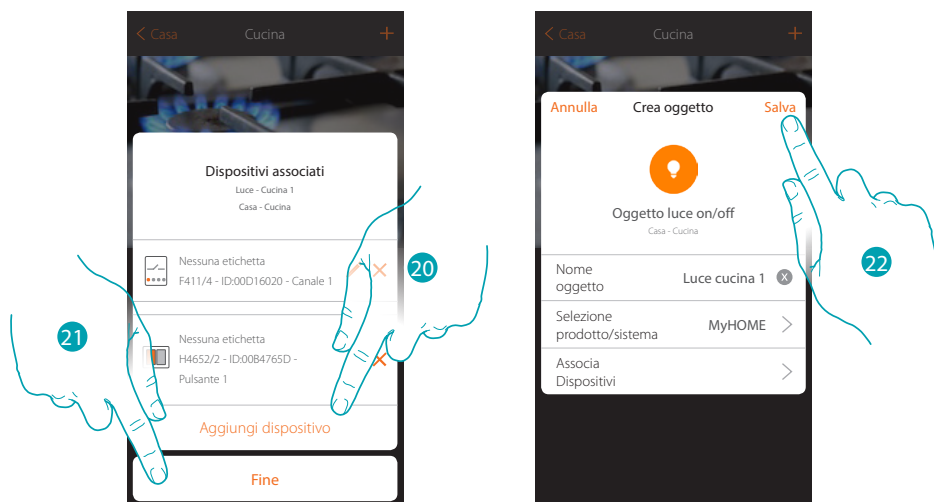 < Casa
Cucina
+
Dispositivi associati
Luce - Cucina 1
Casa - Cucina
Nessuna etichetta
F411/4 - ID:00D16020 - Canale 1
20
Nessuna etichetta
H4652/2 - ID:00B4765D -
Pulsante 1
21
Aggiungi dispositivo
Fine
< Casa
Cucina
+
Annulla
Crea oggetto
Salva
Oggetto luce on/off
Casa - Cucina
22
Nome
oggetto
Luce cucina 1
X
Selezione
prodotto/sistema
MyHOME >
Associa
Dispositivi
>